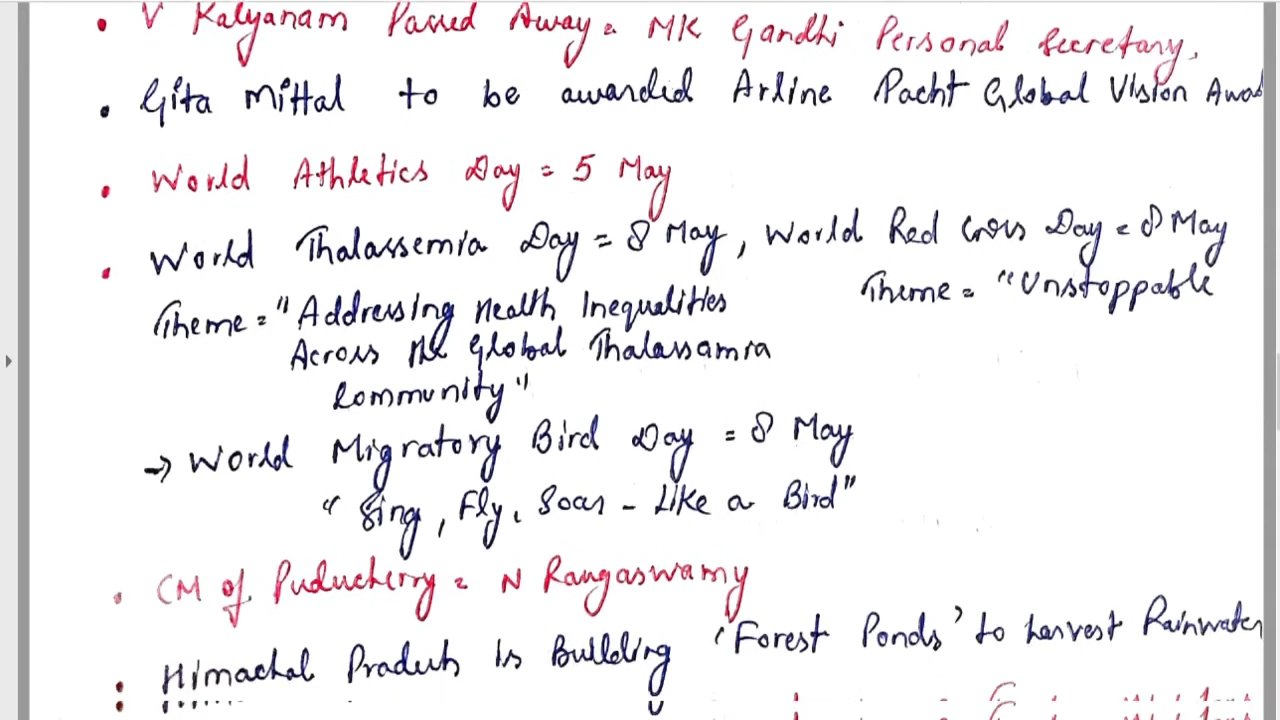 • V Kalyanam Passed Away = MK Gandhi Personal Secretary.
• Gita Mittal to be awarded Arline Pacht Global Vision Awa
• World Athletics Day = 5 May
• World Thalassemia Day = 8 May, World Red Cross Day = 8 May
Theme = "Addressing Health Inequalities Theme = "Unstoppable
Across the Global Thalassamia
Community"
→ World Migratory Bird Day = 8 May
"Sing, Fly, Soar - Like a Bird"
• CM of Puducherry = N Rangaswamy
• Himachal Pradesh is Building 'Forest Ponds' to harvest Rainwater